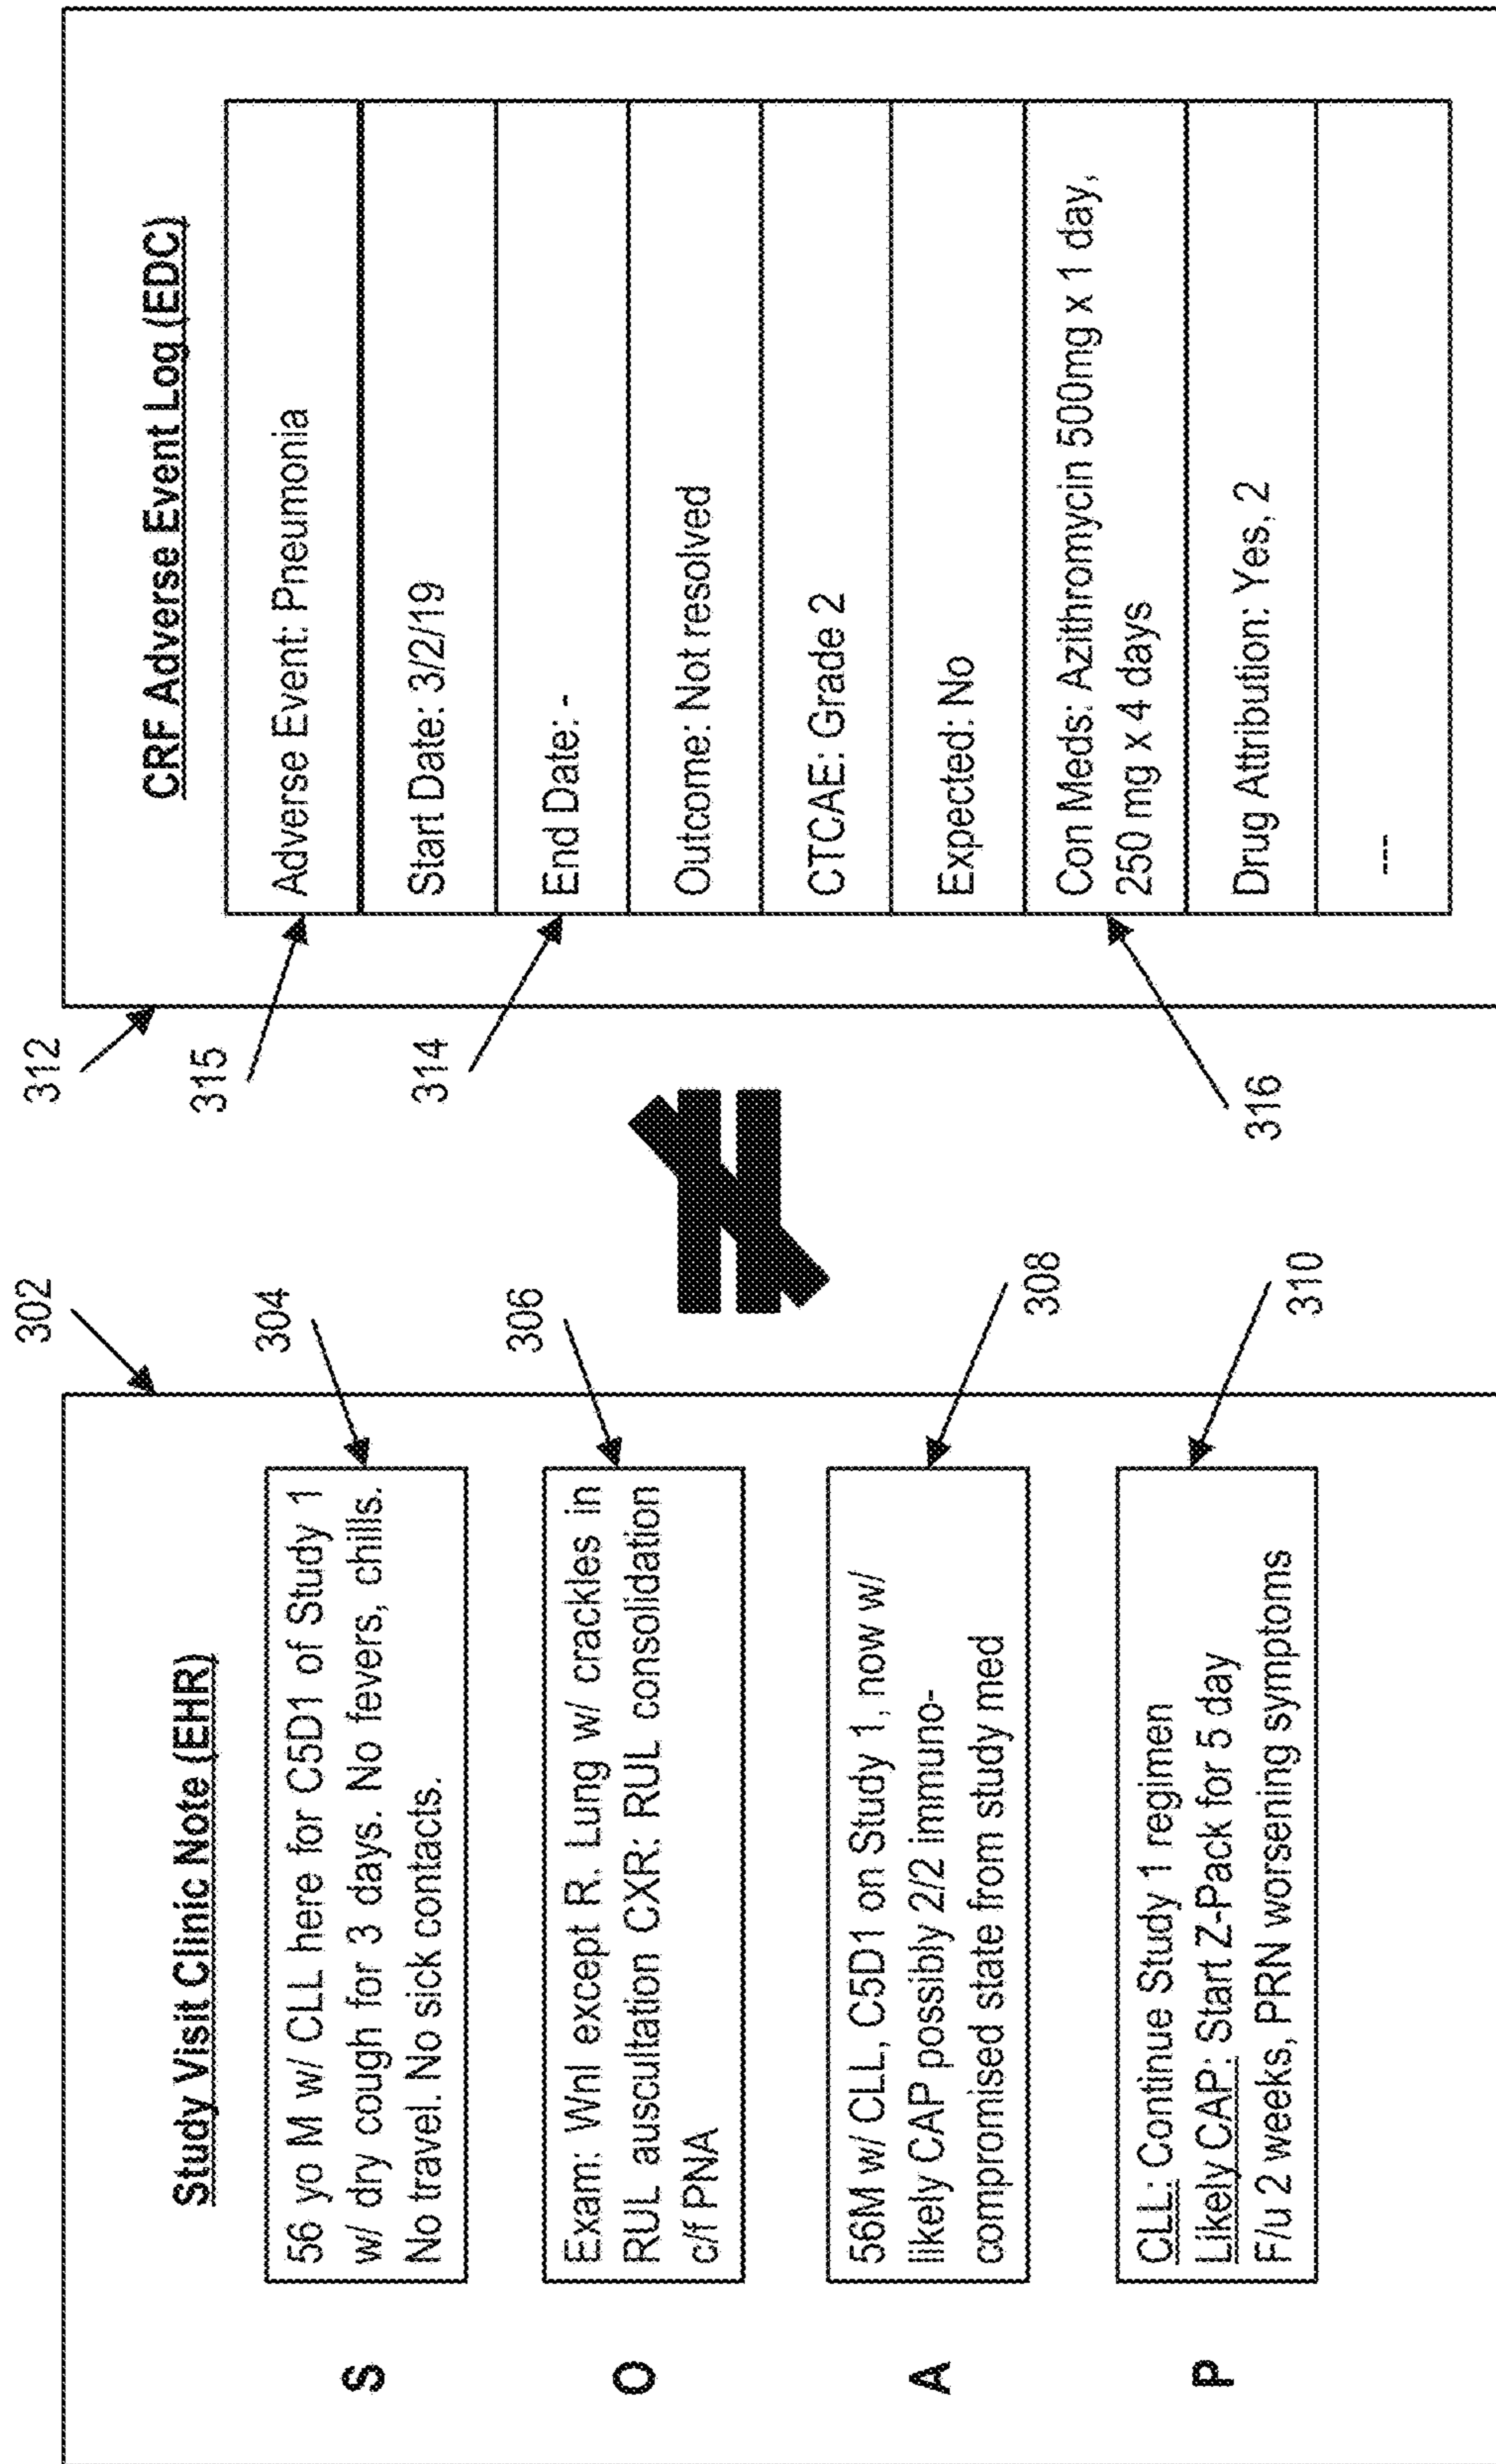 302
Study Visit Clinic Note (EHR)
S
56 yo M w/ CLL here for C5D1 of Study 1
w/ dry cough for 3 days. No fevers, chills.
No travel. No sick contacts.
304
O
Exam: Wnl except R. Lung w/ crackles in
RUL auscultation CXR: RUL consolidation
c/f PNA
306
A
56M w/ CLL, C5D1 on Study 1, now w/
likely CAP possibly 2/2 immuno-
compromised state from study med
308
P
CLL: Continue Study 1 regimen
Likely CAP: Start Z-Pack for 5 day
F/u 2 weeks, PRN worsening symptoms
310
312
CRF Adverse Event Log (EDC)
315
Adverse Event: Pneumonia
Start Date: 3/2/19
314
End Date: -
Outcome: Not resolved
CTCAE: Grade 2
Expected: No
316
Con Meds: Azithromycin 500mg x 1 day,
250 mg x 4 days
Drug Attribution: Yes, 2
---